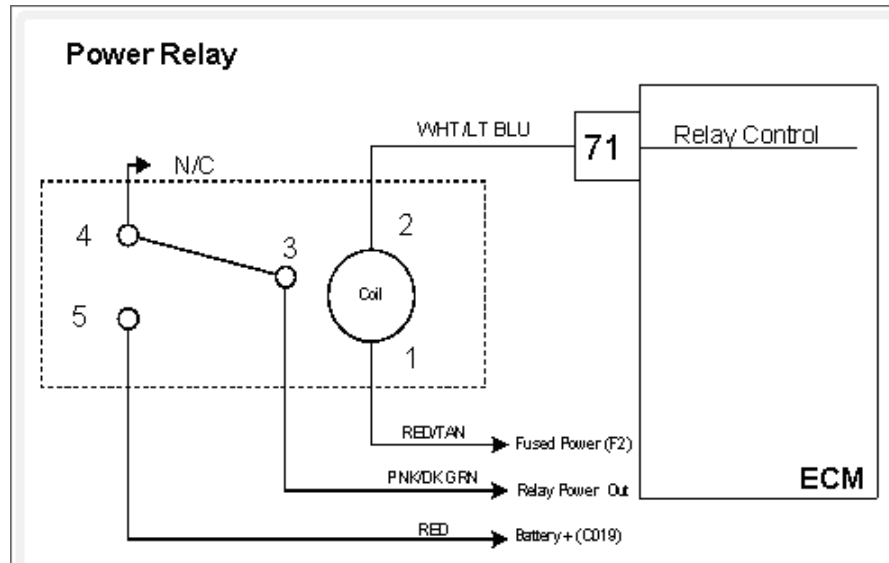 Power Relay
WHT/LT BLU
71
Relay Control
N/C
4
3
2
5
Coil
1
RED/TAN
Fused Power (F2)
PNK/DK GRN
Relay Power Out
ECM
RED
Battery + (C019)